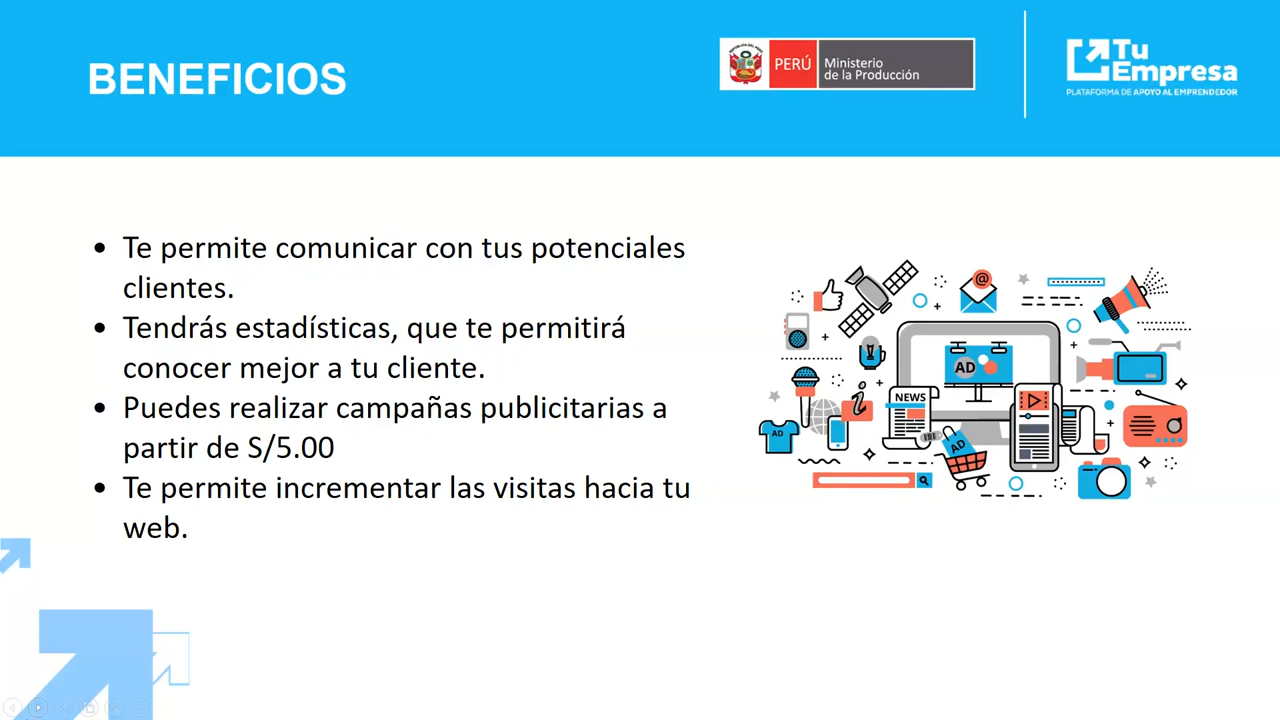 BENEFICIOS
PERÚ
Ministerio
de la Producción
Tu
Empresa
PLATAFORMA DE APOYO AL EMPRENDEDOR
• Te permite comunicar con tus potenciales
clientes.
• Tendrás estadísticas, que te permitirá
conocer mejor a tu cliente.
• Puedes realizar campañas publicitarias a
partir de S/5.00
• Te permite incrementar las visitas hacia tu
web.
@
AD
NEWS
i
AD
AD